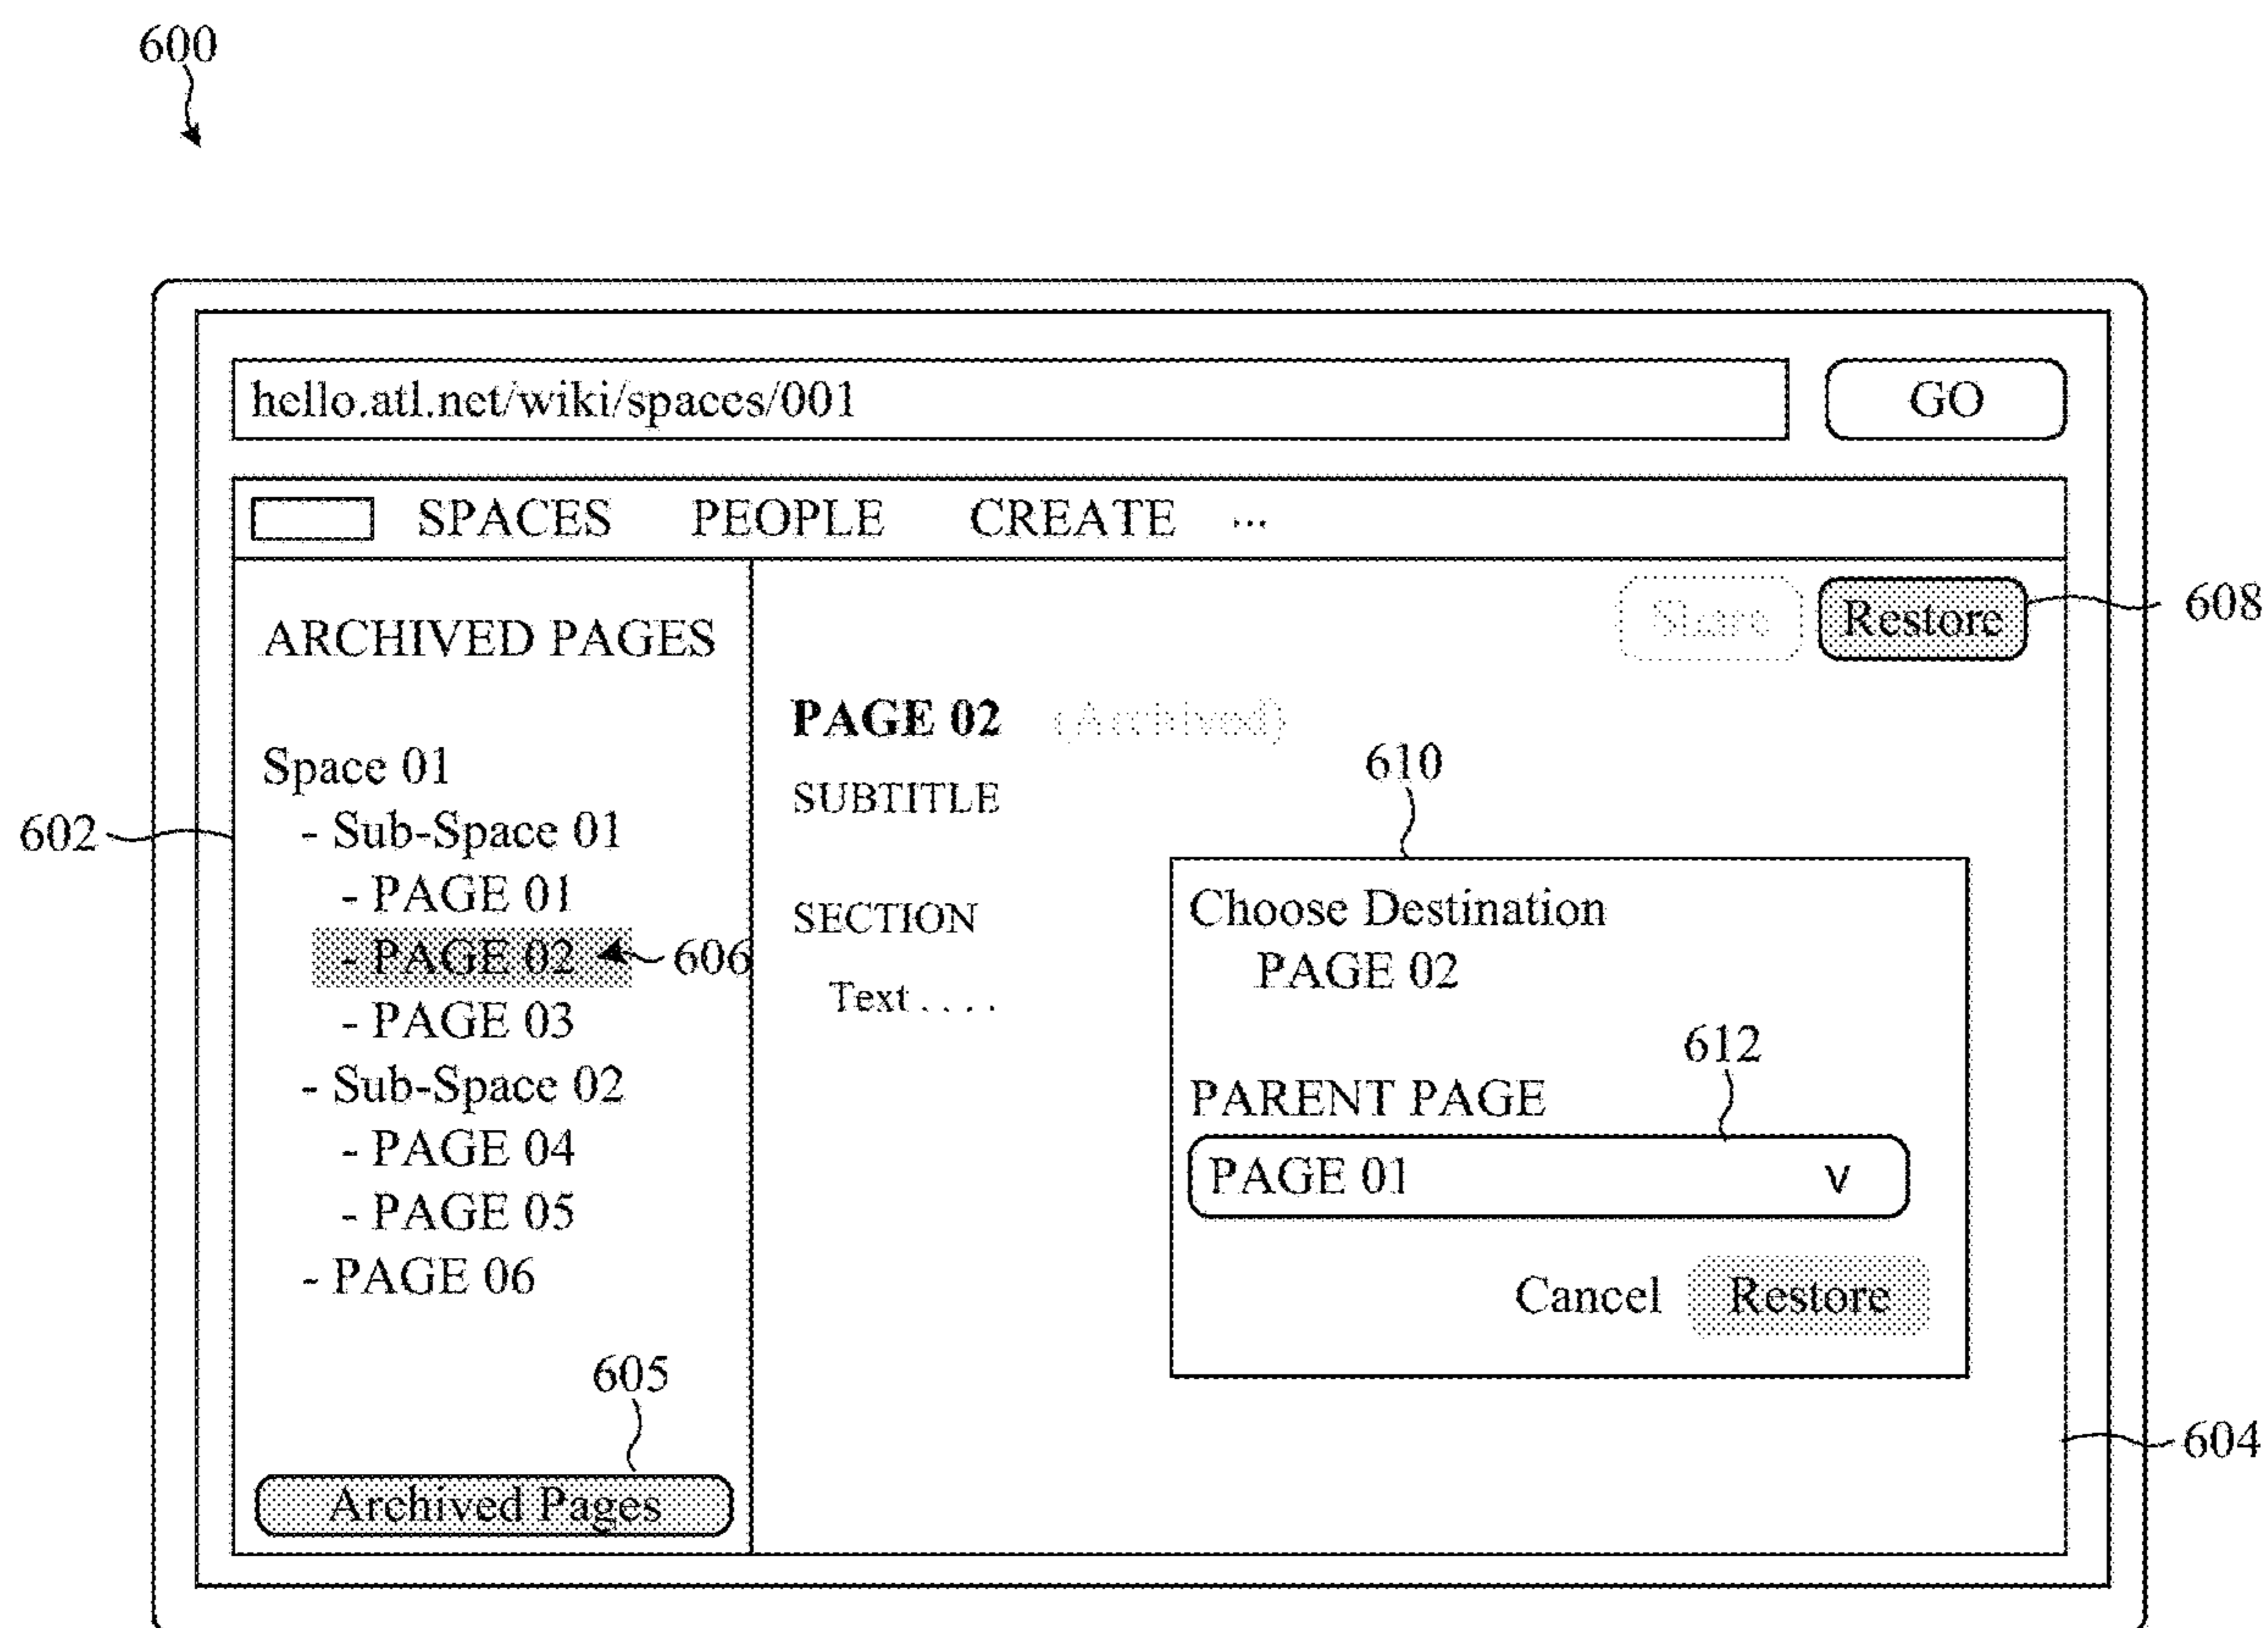 600
hello.atl.net/wiki/spaces/001 GO
SPACES PEOPLE CREATE ...
Share Restore 608
ARCHIVED PAGES
PAGE 02 (Archived)
SUBTITLE
610
Space 01
602 - Sub-Space 01
- PAGE 01
- PAGE 02 606
- PAGE 03
- Sub-Space 02
- PAGE 04
- PAGE 05
- PAGE 06
605
Archived Pages
SECTION
Text . . . .
Choose Destination
PAGE 02
612
PARENT PAGE
PAGE 01 V
Cancel Restore
604